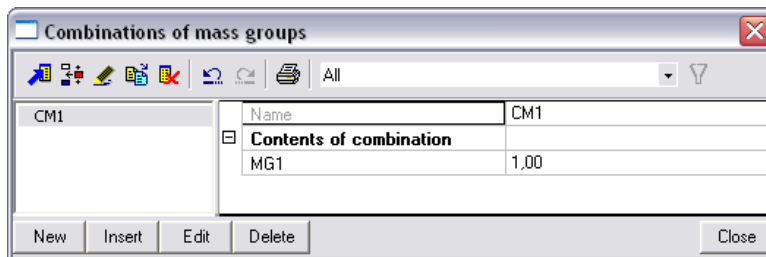 Combinations of mass groups
All
CM1
Name CM1
Contents of combination
MG1 1,00
New Insert Edit Delete Close